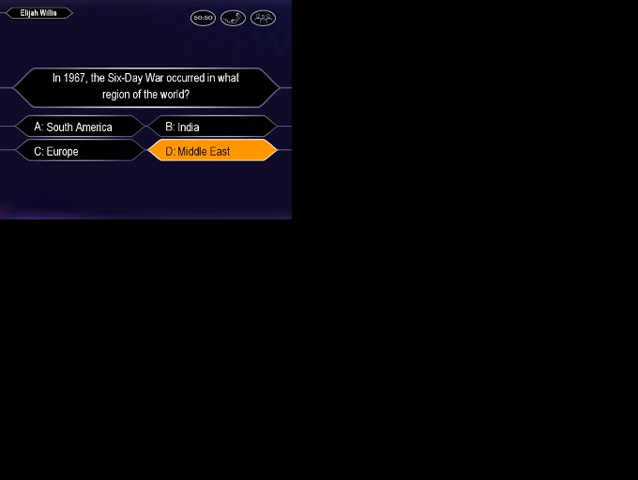 Elijah Willis
50:50
In 1967, the Six-Day War occurred in what
region of the world?
A: South America
B: India
C: Europe
D: Middle East